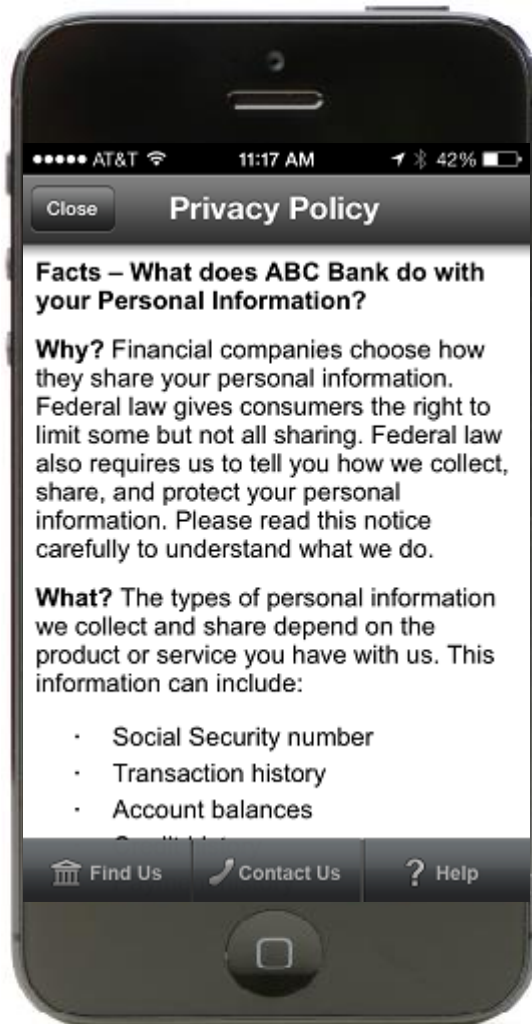 AT&T 11:17 AM 42%
Close Privacy Policy
Facts – What does ABC Bank do with
your Personal Information?
Why? Financial companies choose how
they share your personal information.
Federal law gives consumers the right to
limit some but not all sharing. Federal law
also requires us to tell you how we collect,
share, and protect your personal
information. Please read this notice
carefully to understand what we do.
What? The types of personal information
we collect and share depend on the
product or service you have with us. This
information can include:
· Social Security number
· Transaction history
· Account balances
Find Us Contact Us ? Help